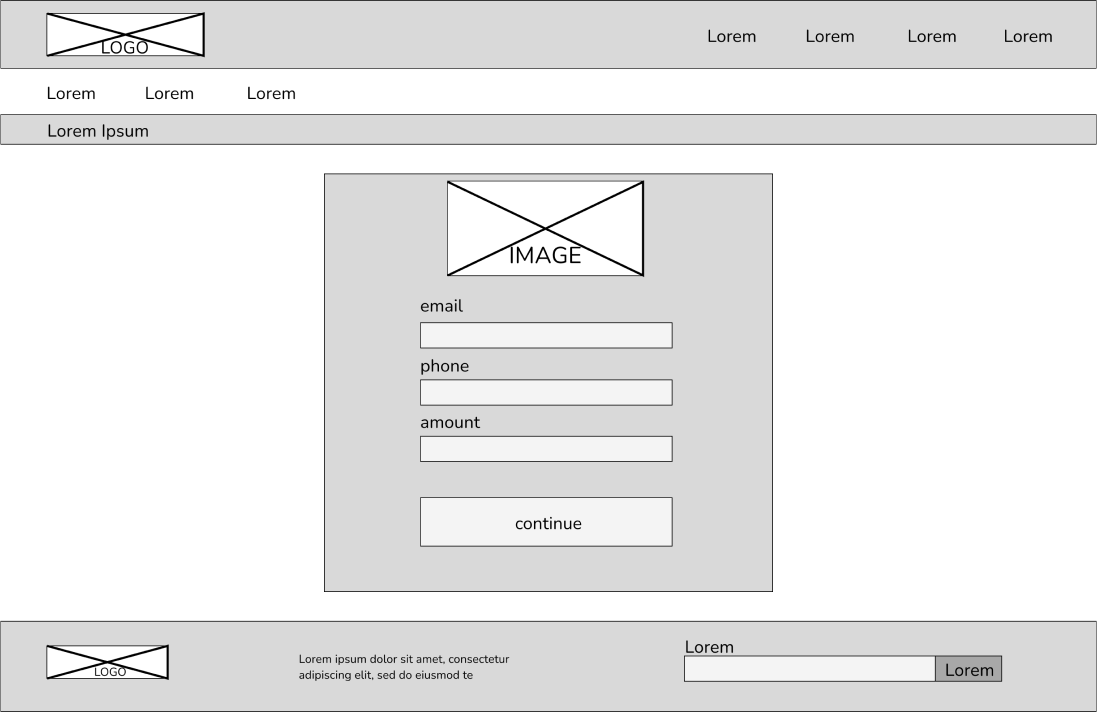 LOGO
Lorem Lorem Lorem Lorem
Lorem Lorem Lorem
Lorem Ipsum
IMAGE
email
phone
amount
continue
LOGO
Lorem ipsum dolor sit amet, consectetur
adipiscing elit, sed do eiusmod te
Lorem
Lorem